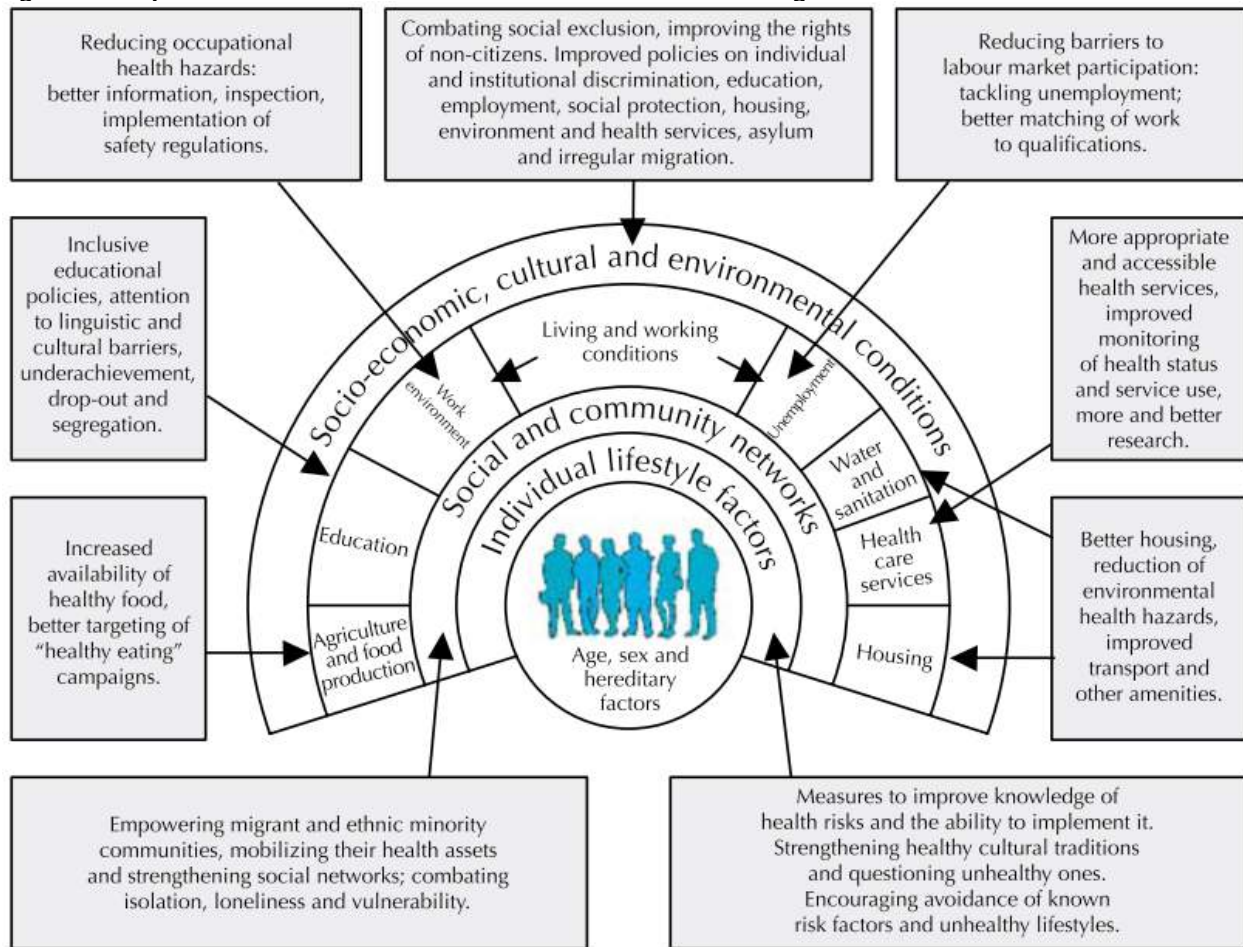 Reducing occupational
health hazards:
better information, inspection,
implementation of
safety regulations.
Combating social exclusion, improving the rights
of non-citizens. Improved policies on individual
and institutional discrimination, education,
employment, social protection, housing,
environment and health services, asylum
and irregular migration.
Reducing barriers to
labour market participation:
tackling unemployment;
better matching of work
to qualifications.
Inclusive
educational
policies, attention
to linguistic and
cultural barriers,
underachievement,
drop-out and
segregation.
More appropriate
and accessible
health services,
improved
monitoring
of health status
and service use,
more and better
research.
Socio-economic, cultural and environmental conditions
Living and working
conditions
Work
environment
Unemployment
Social and community networks
Water
and
sanitation
Individual lifestyle factors
Education
Health
care
services
Agriculture
and food
production
Housing
Age, sex and
hereditary
factors
Increased
availability of
healthy food,
better targeting of
“healthy eating”
campaigns.
Better housing,
reduction of
environmental
health hazards,
improved
transport and
other amenities.
Empowering migrant and ethnic minority
communities, mobilizing their health assets
and strengthening social networks; combating
isolation, loneliness and vulnerability.
Measures to improve knowledge of
health risks and the ability to implement it.
Strengthening healthy cultural traditions
and questioning unhealthy ones.
Encouraging avoidance of known
risk factors and unhealthy lifestyles.